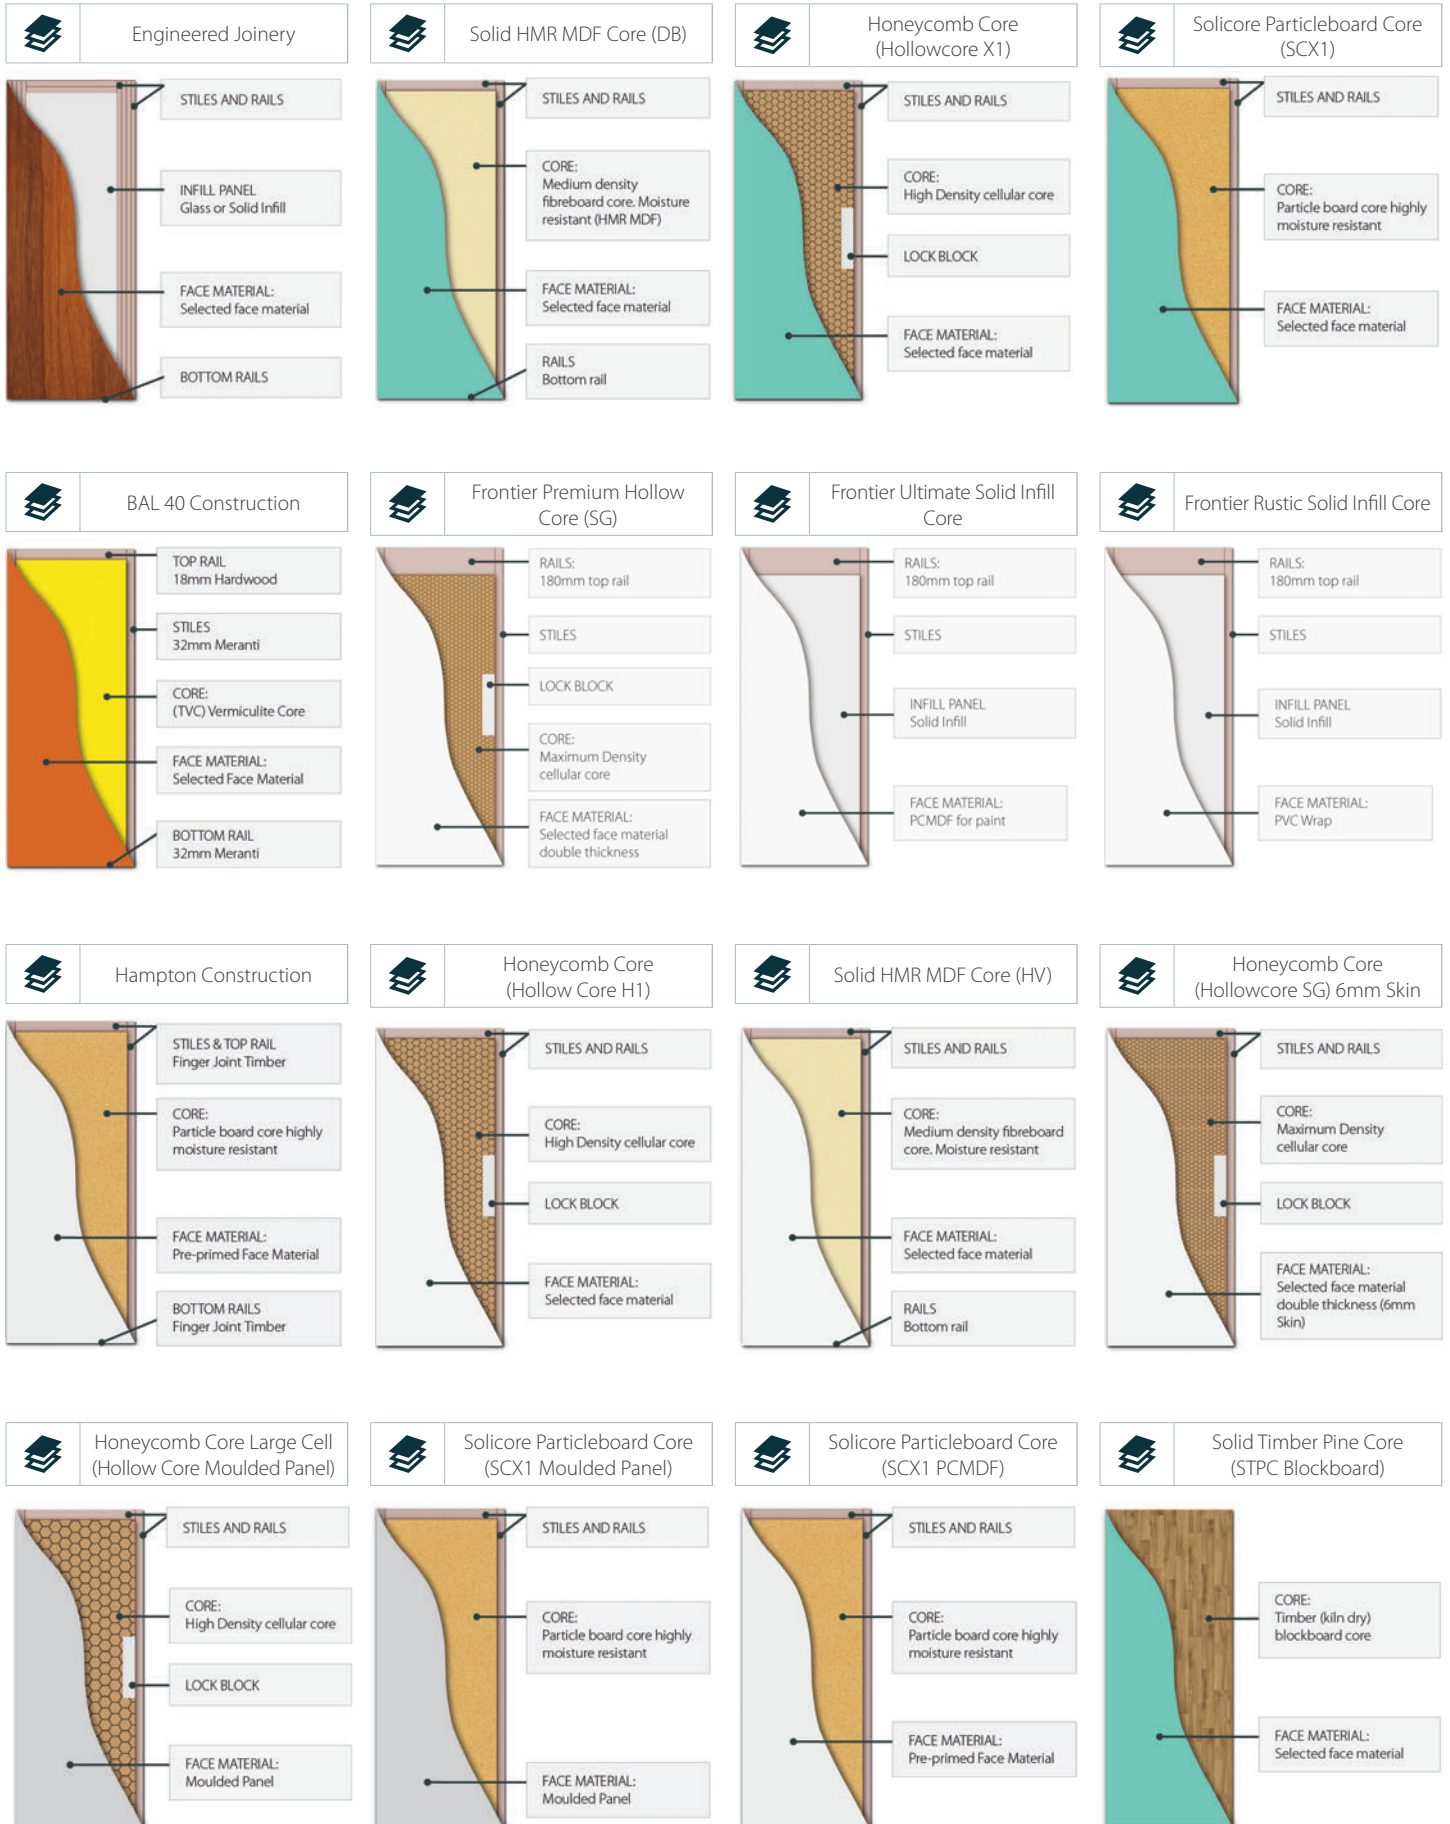 Engineered Joinery
STILES AND RAILS
INFILL PANEL
Glass or Solid Infill
FACE MATERIAL:
Selected face material
BOTTOM RAILS
Solid HMR MDF Core (DB)
STILES AND RAILS
CORE:
Medium density
fibreboard core. Moisture
resistant (HMR MDF)
FACE MATERIAL:
Selected face material
RAILS
Bottom rail
Honeycomb Core
(Hollowcore X1)
STILES AND RAILS
CORE:
High Density cellular core
LOCK BLOCK
FACE MATERIAL:
Selected face material
Solicore Particleboard Core
(SCX1)
STILES AND RAILS
CORE:
Particle board core highly
moisture resistant
FACE MATERIAL:
Selected face material
BAL 40 Construction
TOP RAIL
18mm Hardwood
STILES
32mm Meranti
CORE:
(TVC) Vermiculite Core
FACE MATERIAL:
Selected Face Material
BOTTOM RAIL
32mm Meranti
Frontier Premium Hollow
Core (SG)
RAILS:
180mm top rail
STILES
LOCK BLOCK
CORE:
Maximum Density
cellular core
FACE MATERIAL:
Selected face material
double thickness
Frontier Ultimate Solid Infill
Core
RAILS:
180mm top rail
STILES
INFILL PANEL
Solid Infill
FACE MATERIAL:
PCMDF for paint
Frontier Rustic Solid Infill Core
RAILS:
180mm top rail
STILES
INFILL PANEL
Solid Infill
FACE MATERIAL:
PVC Wrap
Hampton Construction
STILES & TOP RAIL
Finger Joint Timber
CORE:
Particle board core highly
moisture resistant
FACE MATERIAL:
Pre-primed Face Material
BOTTOM RAILS
Finger Joint Timber
Honeycomb Core
(Hollow Core H1)
STILES AND RAILS
CORE:
High Density cellular core
LOCK BLOCK
FACE MATERIAL:
Selected face material
Solid HMR MDF Core (HV)
STILES AND RAILS
CORE:
Medium density fibreboard
core. Moisture resistant
FACE MATERIAL:
Selected face material
RAILS
Bottom rail
Honeycomb Core
(Hollowcore SG) 6mm Skin
STILES AND RAILS
CORE:
Maximum Density
cellular core
LOCK BLOCK
FACE MATERIAL:
Selected face material
double thickness (6mm
Skin)
Honeycomb Core Large Cell
(Hollow Core Moulded Panel)
STILES AND RAILS
CORE:
High Density cellular core
LOCK BLOCK
FACE MATERIAL:
Moulded Panel
Solicore Particleboard Core
(SCX1 Moulded Panel)
STILES AND RAILS
CORE:
Particle board core highly
moisture resistant
FACE MATERIAL:
Moulded Panel
Solicore Particleboard Core
(SCX1 PCMDF)
STILES AND RAILS
CORE:
Particle board core highly
moisture resistant
FACE MATERIAL:
Pre-primed Face Material
Solid Timber Pine Core
(STPC Blockboard)
CORE:
Timber (kiln dry)
blockboard core
FACE MATERIAL:
Selected face material